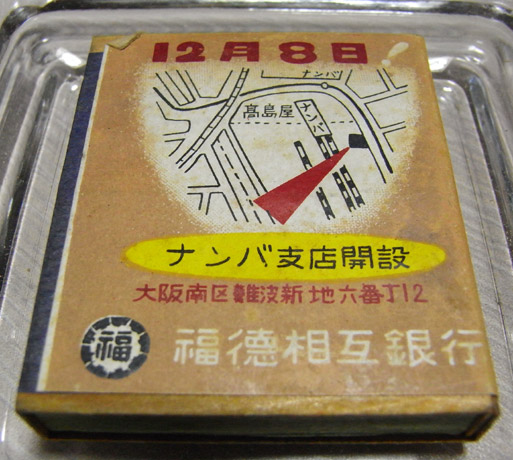 12月8日!
ナンバ
髙島屋
ナンバ
ナンバ支店開設
大阪南区難波新地六番丁12
福
福德相互銀行